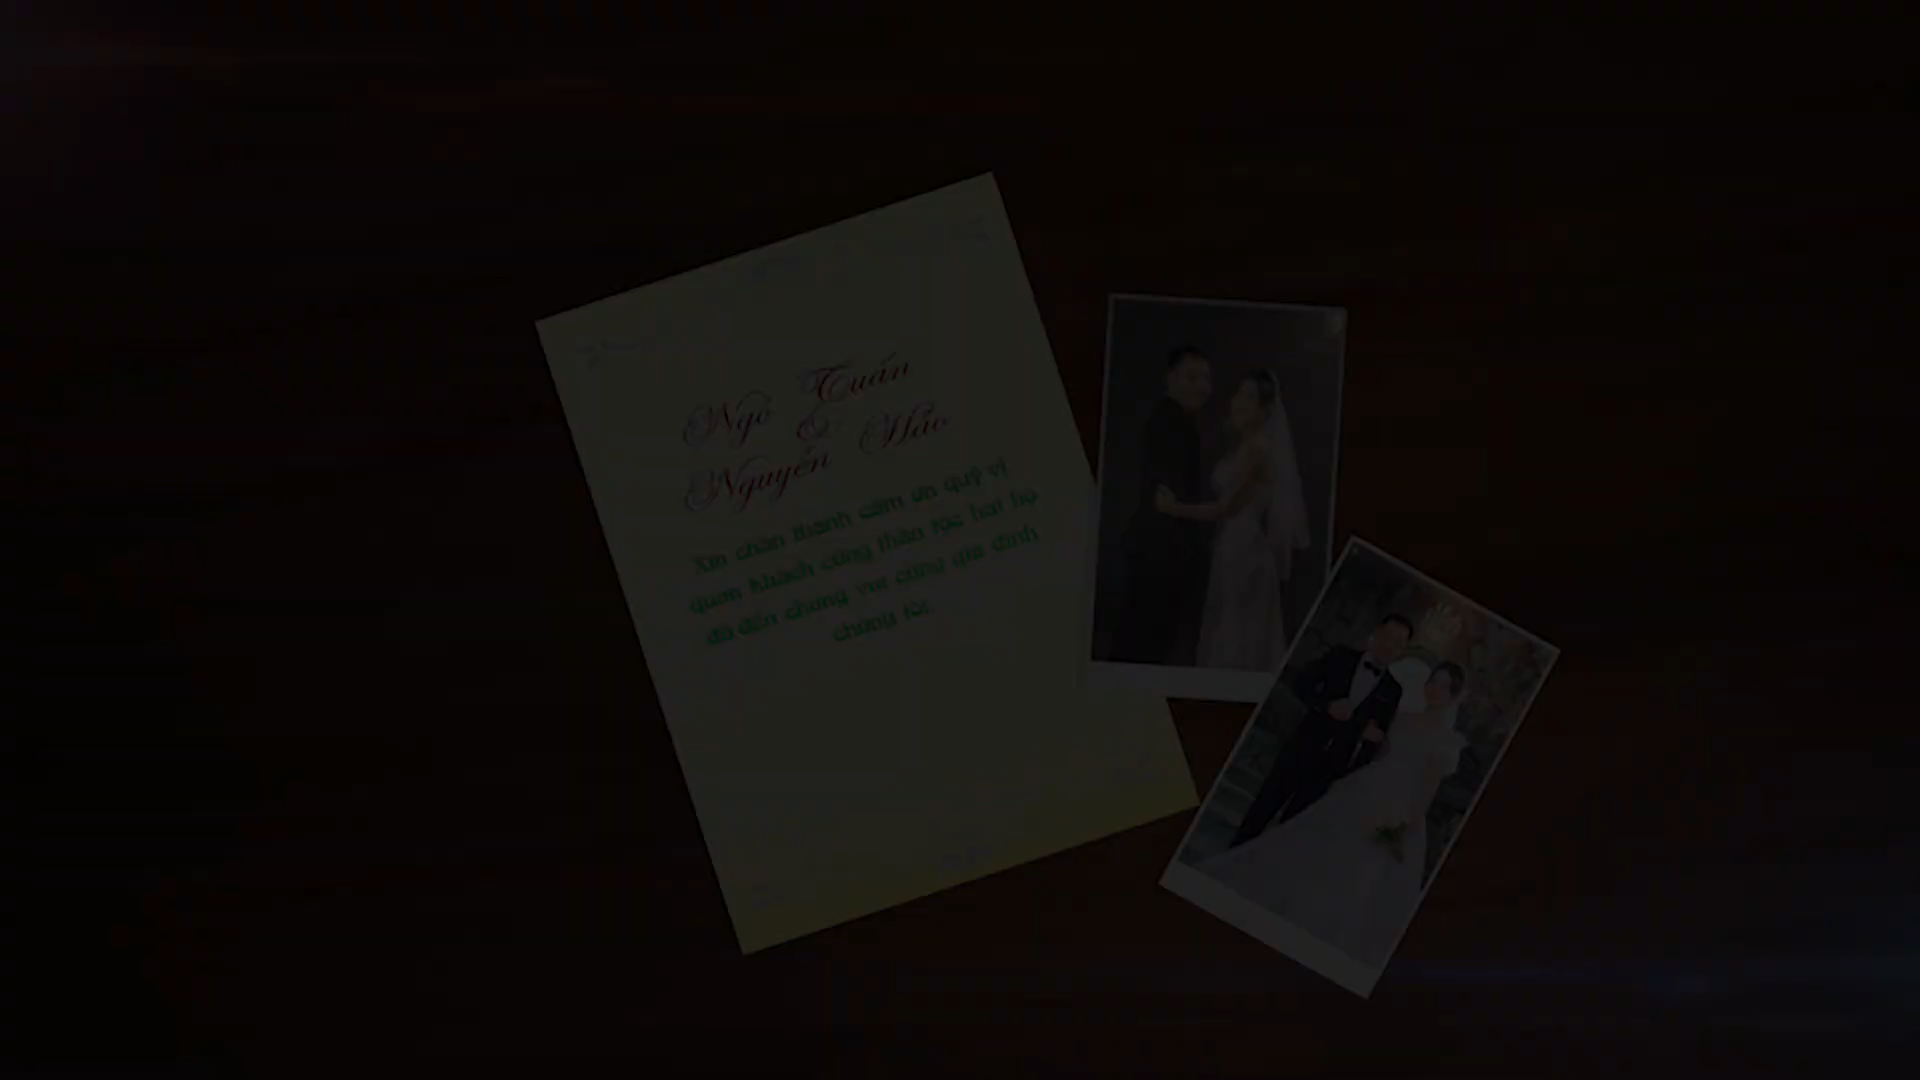 Ngô Tuấn
&
Nguyễn Hảo
Xin chân thành cảm ơn quý vị
quan khách cùng thân tộc hai họ
đã đến chung vui cùng gia đình
chúng tôi.